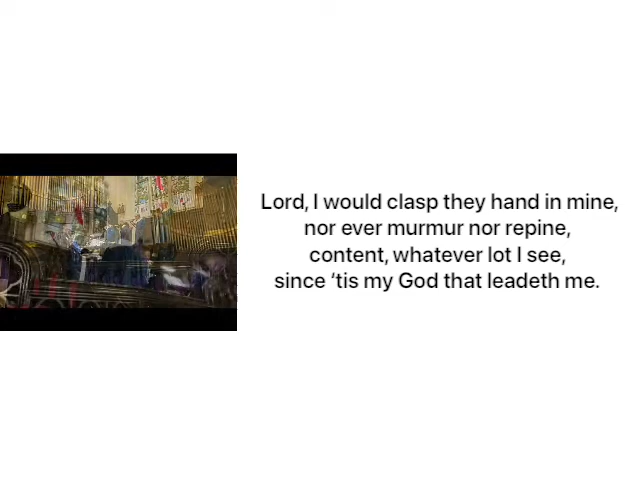 Lord, I would clasp they hand in mine,
nor ever murmur nor repine,
content, whatever lot I see,
since ‘tis my God that leadeth me.